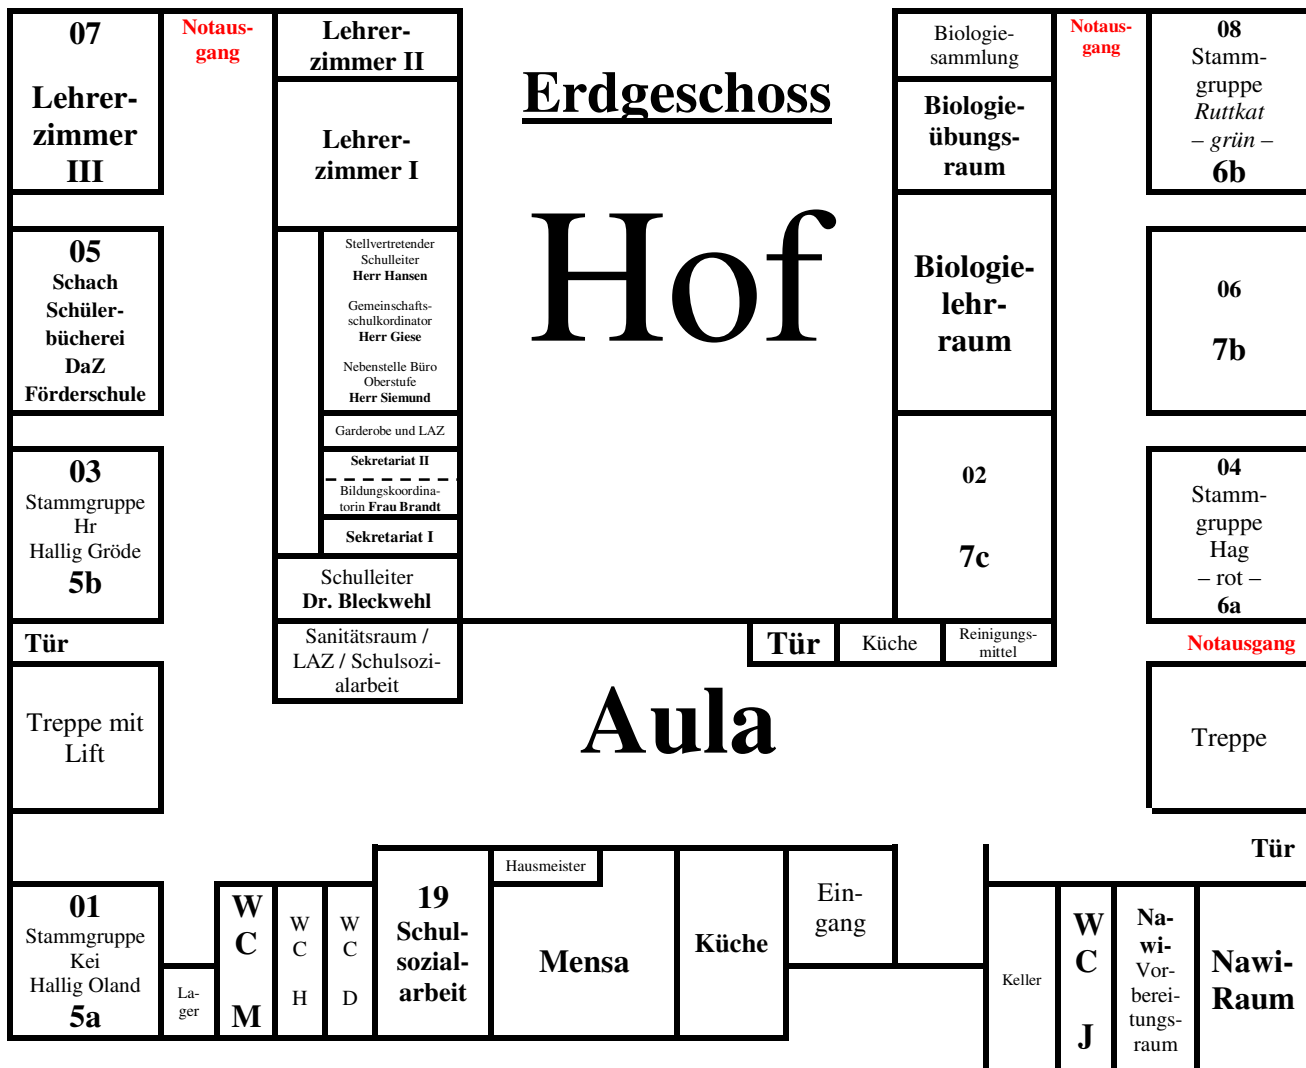 07
Lehrer-
zimmer
III
Notaus-
gang
Lehrer-
zimmer II
Lehrer-
zimmer I
Erdgeschoss
Hof
Biologie-
sammlung
Biologie-
übungs-
raum
Biologie-
lehr-
raum
Notaus-
gang
08
Stamm-
gruppe
Ruttkat
– grün –
6b
05
Schach
Schüler-
bücherei
DaZ
Förderschule
Stellvertretender
Schulleiter
Herr Hansen
Gemeinschafts-
schulkordinator
Herr Giese
Nebenstelle Büro
Oberstufe
Herr Siemund
Garderobe und LAZ
Sekretariat II
Bildungskoordina-
torin Frau Brandt
Sekretariat I
Schulleiter
Dr. Bleckwehl
Sanitätsraum /
LAZ / Schulsozi-
alarbeit
06
7b
03
Stammgruppe
Hr
Hallig Gröde
5b
02
7c
04
Stamm-
gruppe
Hag
– rot –
6a
Tür
Tür
Küche
Reinigungs-
mittel
Notausgang
Treppe mit
Lift
Aula
Treppe
Tür
01
Stammgruppe
Kei
Hallig Oland
5a
La-
ger
W
C
M
W
C
H
W
C
D
19
Schul-
sozial-
arbeit
Hausmeister
Mensa
Küche
Ein-
gang
Keller
W
C
J
Na-
wi-
Vor-
berei-
tungs-
raum
Nawi-
Raum